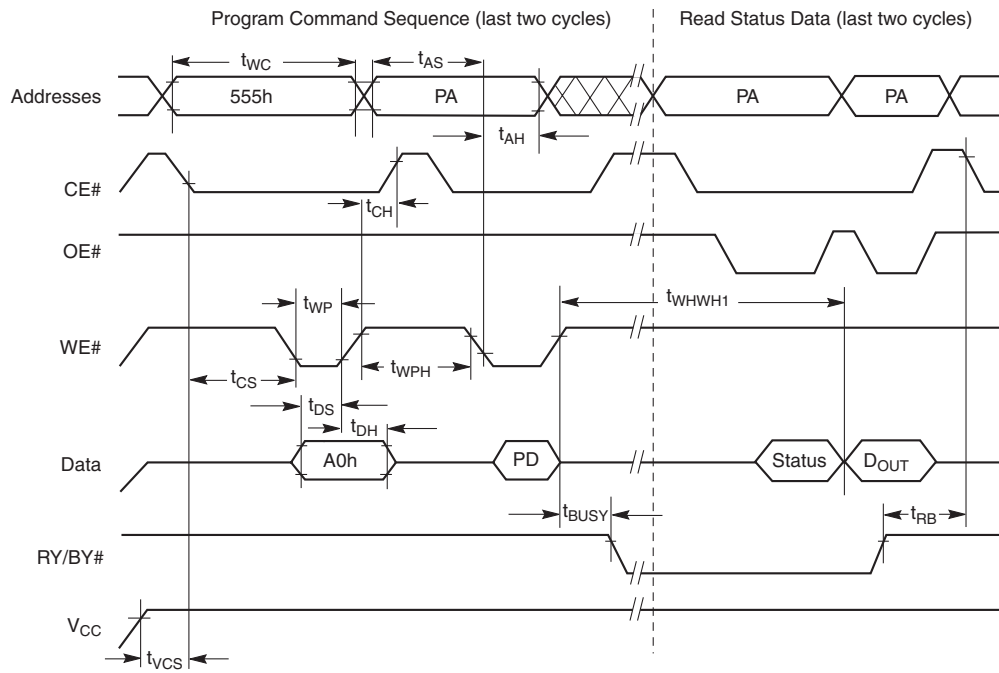 Program Command Sequence (last two cycles) Read Status Data (last two cycles)
tWC tAS
Addresses 555h PA PA PA
tAH
CE#
tCH
OE#
tWP tWHWH1
WE#
tWPH
tCS
tDS
tDH
Data A0h PD Status DOUT
tBUSY tRB
RY/BY#
VCC
tVCS